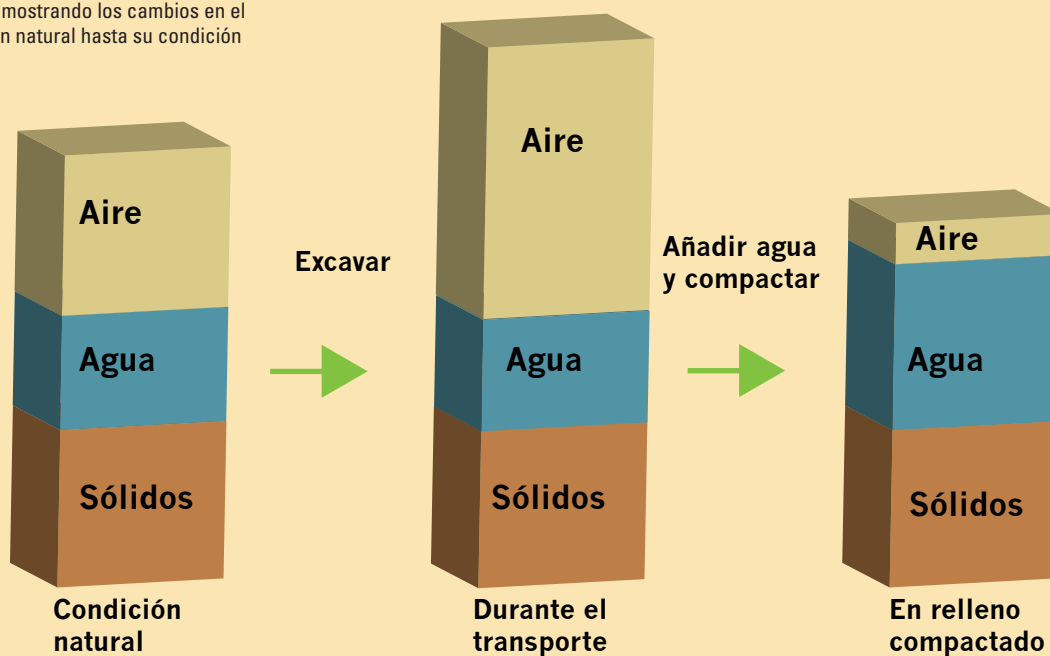 mostrando los cambios en el
n natural hasta su condición
Aire
Agua
Sólidos
Condición
natural
Excavar
Aire
Agua
Sólidos
Durante el
transporte
Añadir agua
y compactar
Aire
Agua
Sólidos
En relleno
compactado